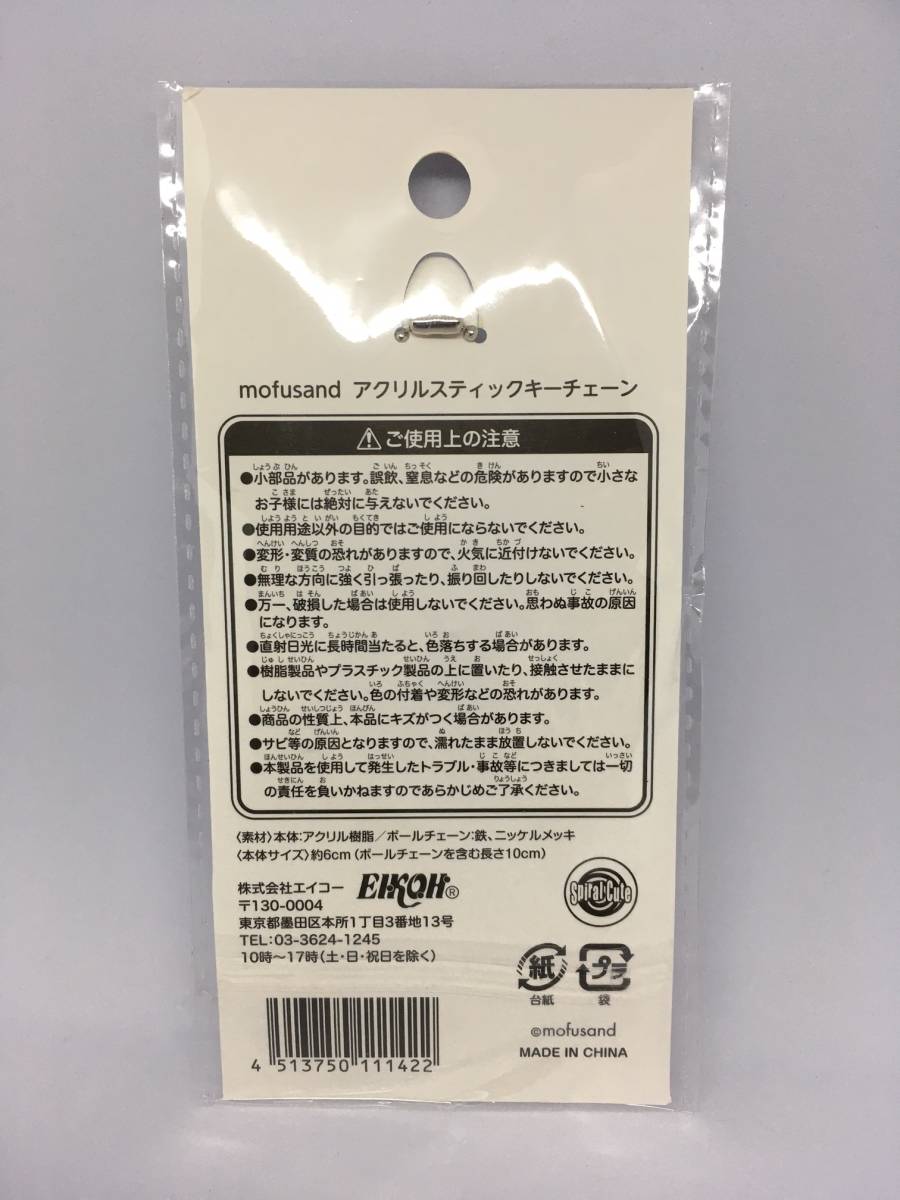 mofusand アクリルスティックキーチェーン
ご使用上の注意
●小部品があります。誤飲、窒息などの危険がありますので小さな
お子様には絶対に与えないでください。
●使用用途以外の目的ではご使用にならないでください。
●変形・変質の恐れがありますので、火気に近付けないでください。
●無理な方向に強く引っ張ったり、振り回したりしないでください。
●万一、破損した場合は使用しないでください。思わぬ事故の原因
になります。
●直射日光に長時間当たると、色落ちする場合があります。
●樹脂製品やプラスチック製品の上に置いたり、接触させたままに
しないでください。色の付着や変形などの恐れがあります。
●商品の性質上、本品にキズがつく場合があります。
●サビ等の原因となりますので、濡れたまま放置しないでください。
●本製品を使用して発生したトラブル・事故等につきましては一切
の責任を負いかねますのであらかじめご了承ください。
〈素材〉本体:アクリル樹脂／ボールチェーン:鉄、ニッケルメッキ
〈本体サイズ〉約6cm(ボールチェーンを含む長さ10cm)
株式会社エイコー EIKOH®
〒130-0004
東京都墨田区本所1丁目3番地13号
TEL:03-3624-1245
10時～17時(土・日・祝日を除く)
Spiral Cute
紙 プラ
台紙 袋
©mofusand
MADE IN CHINA
4 513750 111422